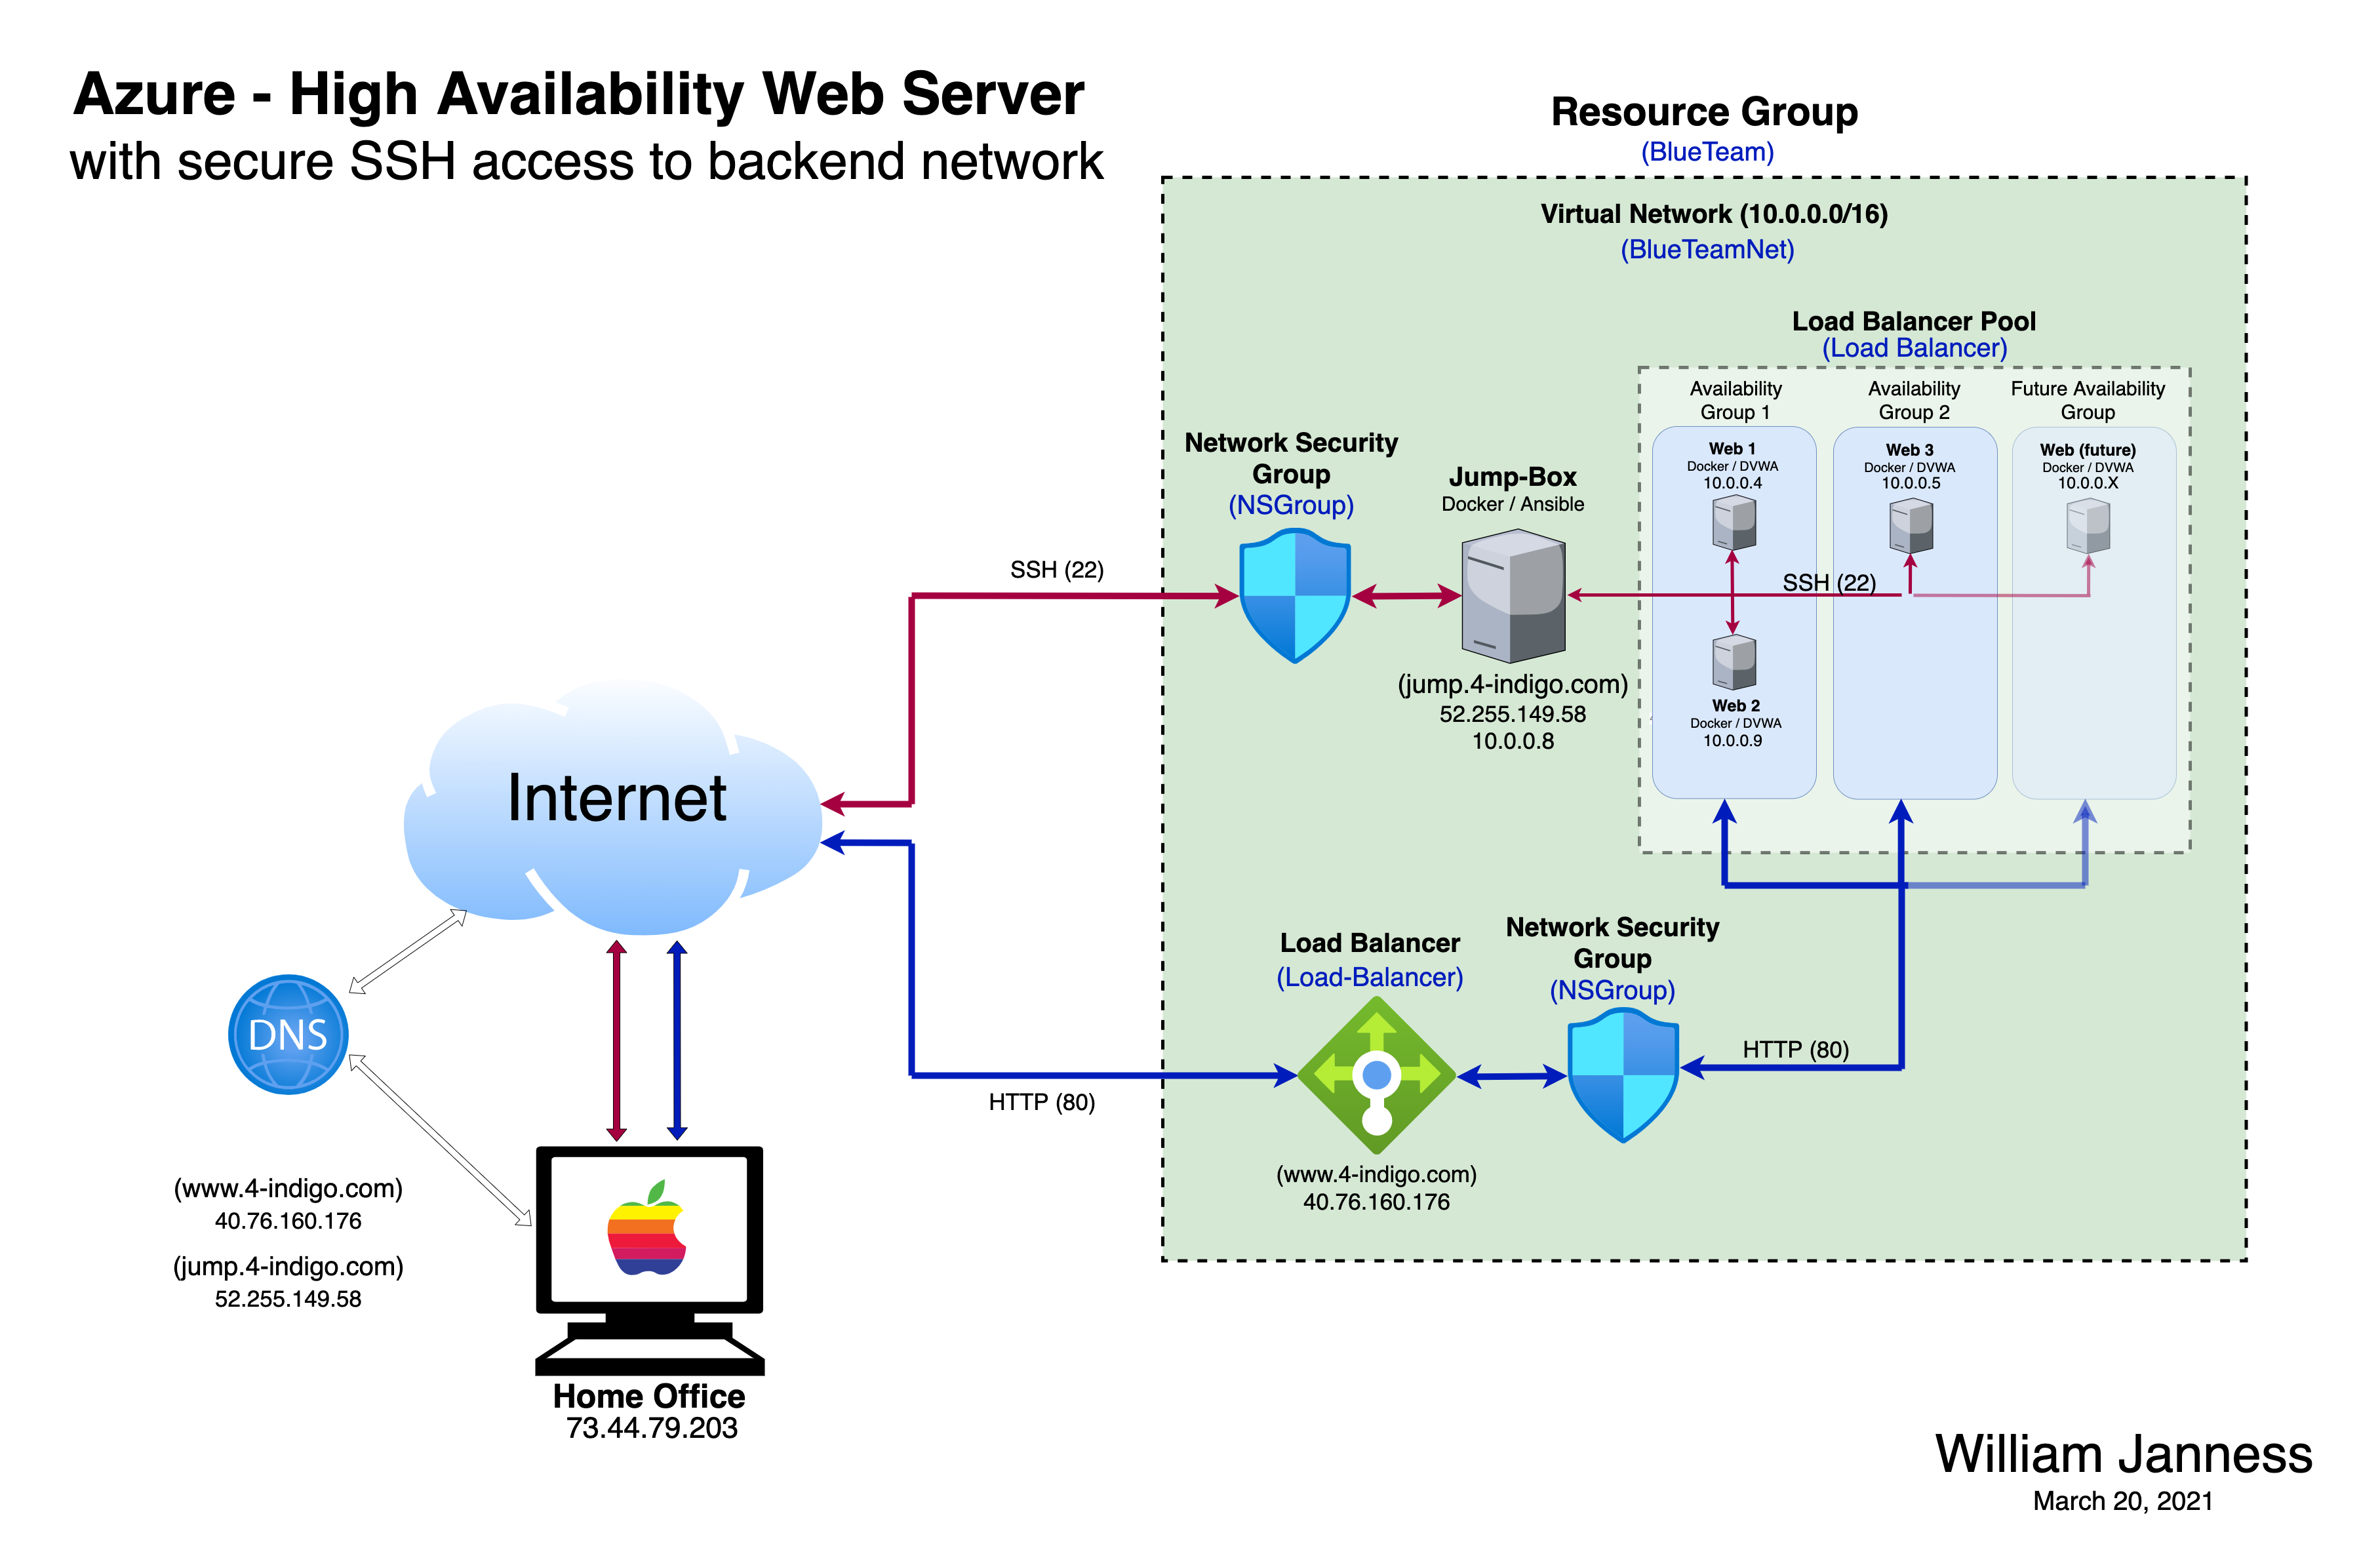 Azure - High Availability Web Server
with secure SSH access to backend network
Resource Group
(BlueTeam)
Virtual Network (10.0.0.0/16)
(BlueTeamNet)
Load Balancer Pool
(Load Balancer)
Availability
Group 1
Availability
Group 2
Future Availability
Group
Web 1
Docker / DVWA
10.0.0.4
Web 3
Docker / DVWA
10.0.0.5
Web (future)
Docker / DVWA
10.0.0.X
Network Security
Group
(NSGroup)
Jump-Box
Docker / Ansible
SSH (22)
SSH (22)
(jump.4-indigo.com)
52.255.149.58
10.0.0.8
Web 2
Docker / DVWA
10.0.0.9
Internet
Load Balancer
(Load-Balancer)
Network Security
Group
(NSGroup)
DNS
HTTP (80)
HTTP (80)
(www.4-indigo.com)
40.76.160.176
(www.4-indigo.com)
40.76.160.176
(jump.4-indigo.com)
52.255.149.58
Home Office
73.44.79.203
William Janness
March 20, 2021